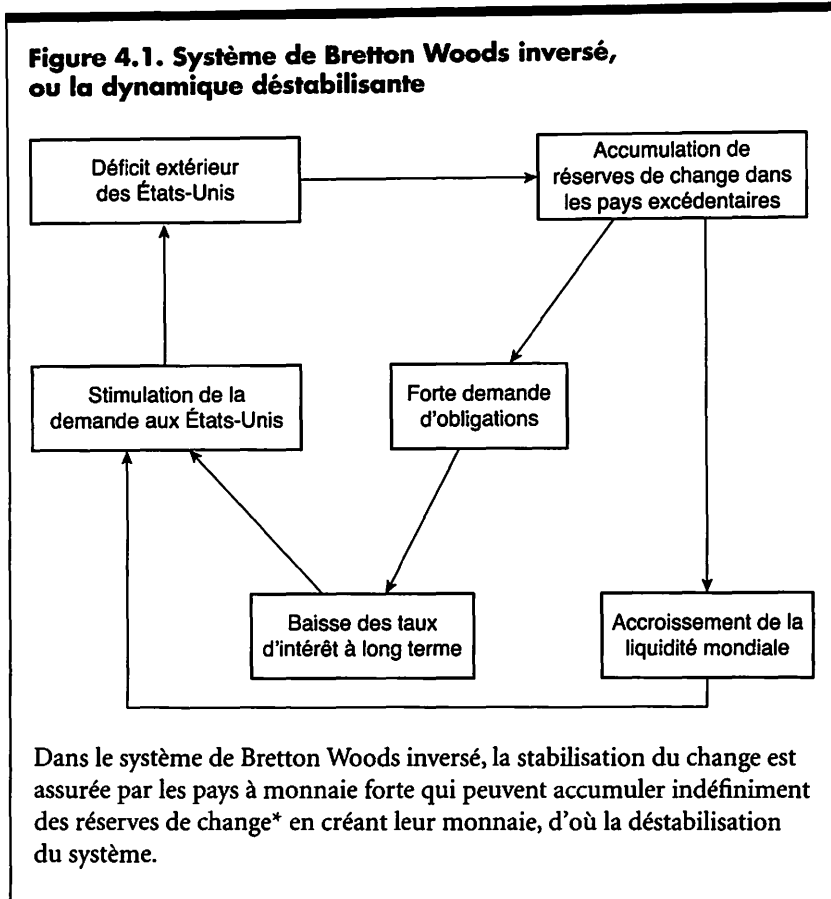 Figure 4.1. Système de Bretton Woods inversé,
ou la dynamique déstabilisante
Déficit extérieur
des États-Unis
Accumulation de
réserves de change dans
les pays excédentaires
Stimulation de la
demande aux États-Unis
Forte demande
d'obligations
Baisse des taux
d'intérêt à long terme
Accroissement de la
liquidité mondiale
Dans le système de Bretton Woods inversé, la stabilisation du change est
assurée par les pays à monnaie forte qui peuvent accumuler indéfiniment
des réserves de change* en créant leur monnaie, d'où la déstabilisation
du système.